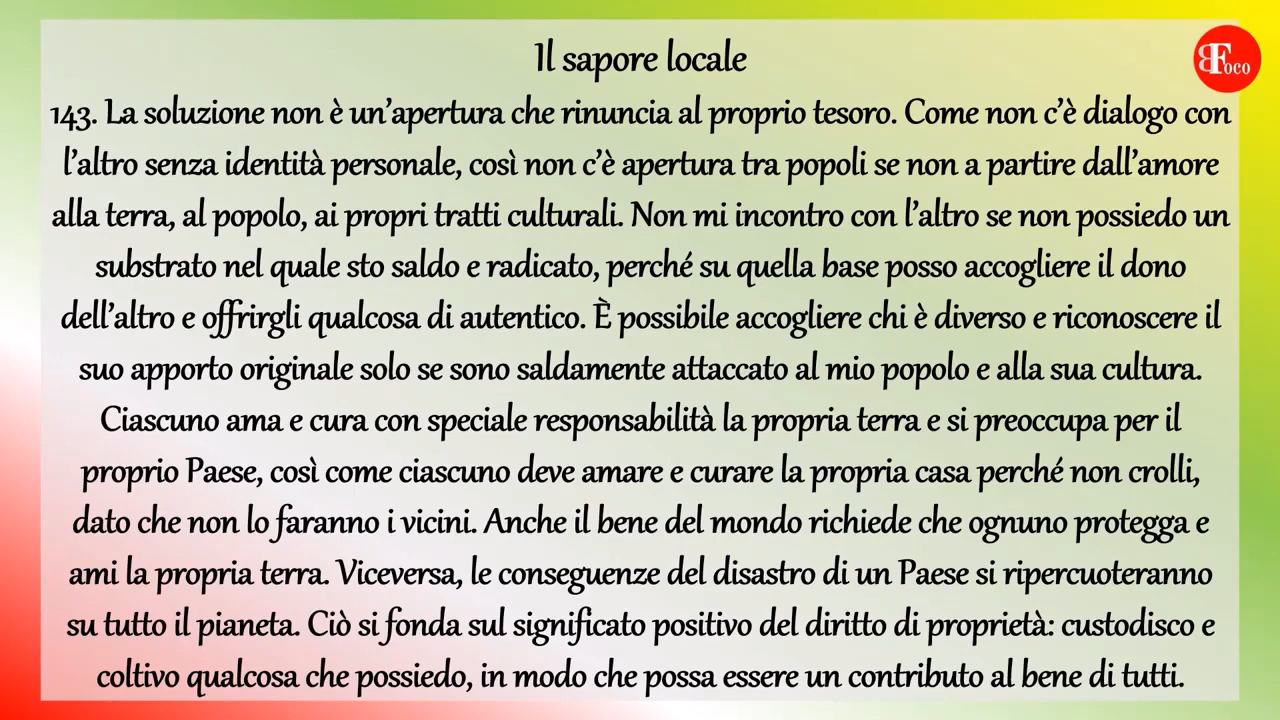 Il sapore locale
BFoco
143. La soluzione non è un’apertura che rinuncia al proprio tesoro. Come non c’è dialogo con
l’altro senza identità personale, così non c’è apertura tra popoli se non a partire dall’amore
alla terra, al popolo, ai propri tratti culturali. Non mi incontro con l’altro se non possiedo un
substrato nel quale sto saldo e radicato, perché su quella base posso accogliere il dono
dell’altro e offrirgli qualcosa di autentico. È possibile accogliere chi è diverso e riconoscere il
suo apporto originale solo se sono saldamente attaccato al mio popolo e alla sua cultura.
Ciascuno ama e cura con speciale responsabilità la propria terra e si preoccupa per il
proprio Paese, così come ciascuno deve amare e curare la propria casa perché non crolli,
dato che non lo faranno i vicini. Anche il bene del mondo richiede che ognuno protegga e
ami la propria terra. Viceversa, le conseguenze del disastro di un Paese si ripercuoteranno
su tutto il pianeta. Ciò si fonda sul significato positivo del diritto di proprietà: custodisco e
coltivo qualcosa che possiedo, in modo che possa essere un contributo al bene di tutti.